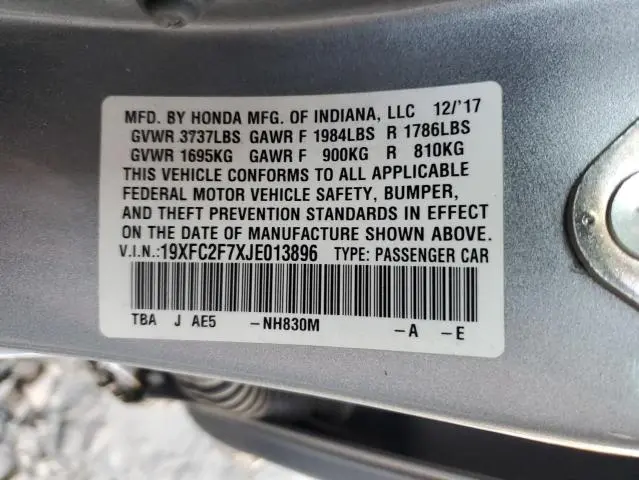 MFD. BY HONDA MFG. OF INDIANA, LLC 12/'17
GVWR 3737LBS GAWR F 1984LBS R 1786LBS
GVWR 1695KG GAWR F 900KG R 810KG
THIS VEHICLE CONFORMS TO ALL APPLICABLE
FEDERAL MOTOR VEHICLE SAFETY, BUMPER,
AND THEFT PREVENTION STANDARDS IN EFFECT
ON THE DATE OF MANUFACTURE SHOWN ABOVE.
V.I.N.:19XFC2F7XJE013896 TYPE: PASSENGER CAR
TBA J AE5 -NH830M -A -E